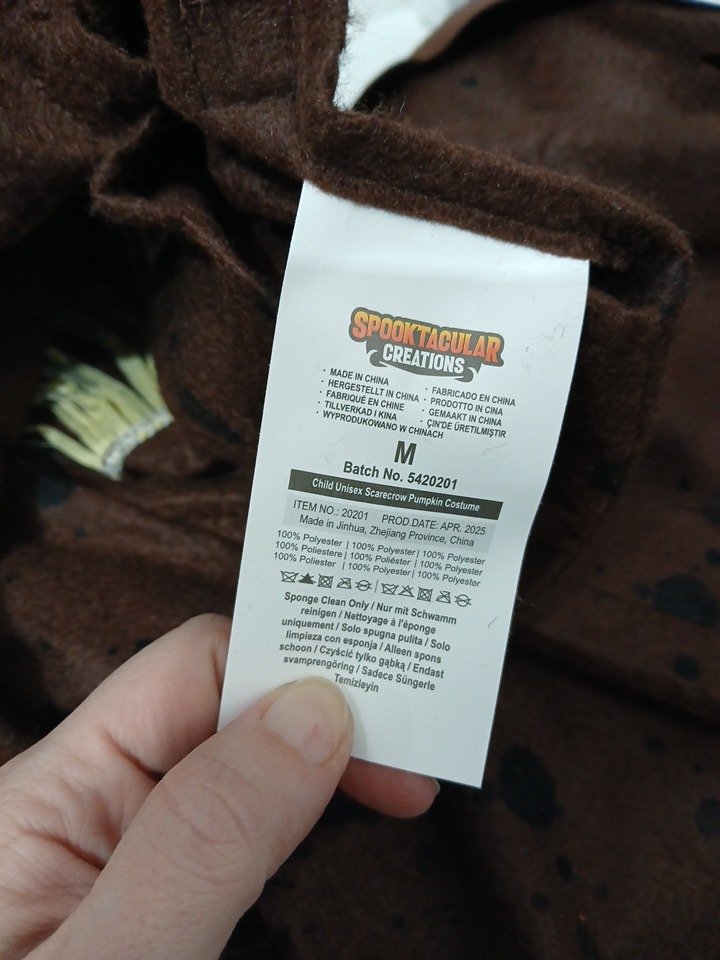 SPOOKTACULAR
CREATIONS
· MADE IN CHINA
· HERGESTELLT IN CHINA
· FABRIQUÉ EN CHINE
· TILLVERKAD I KINA
· WYPRODUKOWANO W CHINACH
· FABRICADO EN CHINA
· PRODOTTO IN CINA
· GEMAAKT IN CHINA
· ÇIN'DE ÜRETILMIŞTIR
M
Batch No. 5420201
Child Unisex Scarecrow Pumpkin Costume
ITEM NO.: 20201 PROD.DATE: APR. 2025
Made in Jinhua, Zhejiang Province, China
100% Polyester | 100% Polyester | 100% Polyester
100% Poliestere | 100% Poliéster | 100% Polyester
100% Poliester | 100% Polyester | 100% Polyester
Sponge Clean Only / Nur mit Schwamm
reinigen / Nettoyage à l'éponge
uniquement / Solo spugna pulita / Solo
limpieza con esponja / Alleen spons
schoon / Czyścić tylko gąbką / Endast
svamprengöring / Sadece Süngerle
Temizleyin